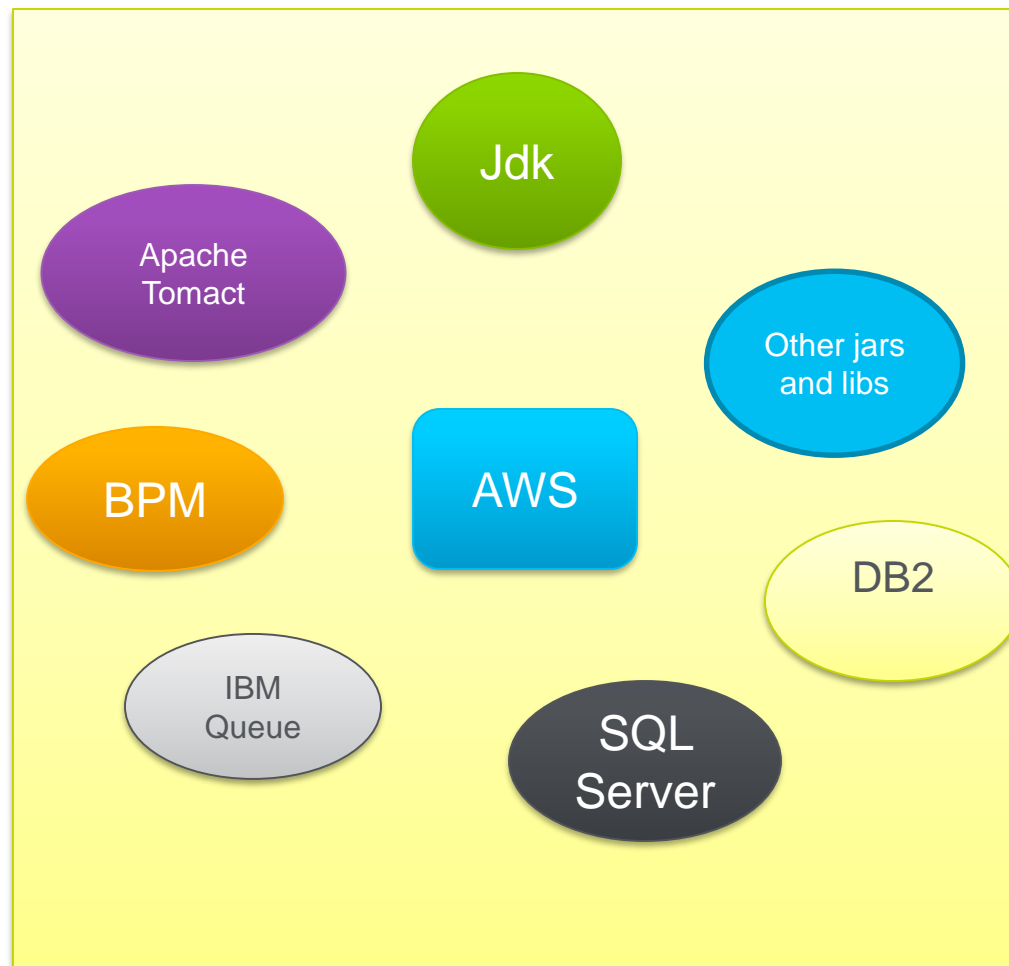 Jdk
Apache
Tomact
Other jars
and libs
AWS
BPM
DB2
IBM
Queue
SQL
Server